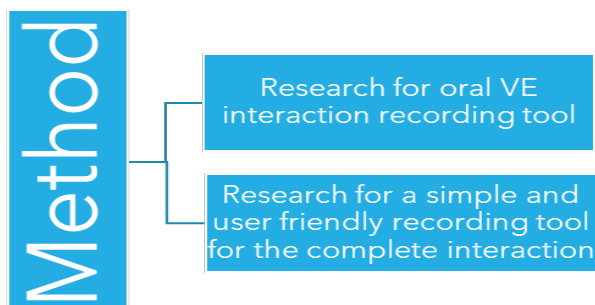 Method
Research for oral VE
interaction recording tool
Research for a simple and
user friendly recording tool
for the complete interaction